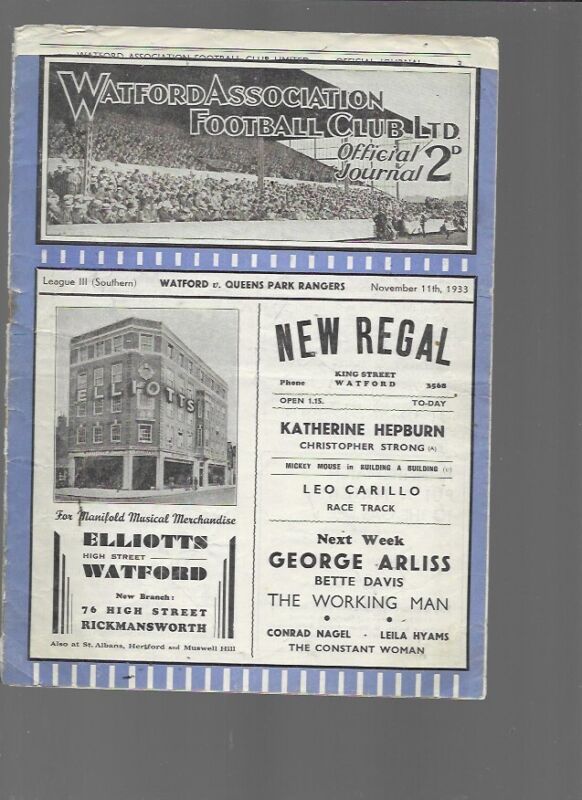 WATFORD ASSOCIATION FOOTBALL CLUB LIMITED OFFICIAL JOURNAL 3
WATFORD ASSOCIATION
FOOTBALL CLUB LTD.
Official
Journal 2D
League III (Southern) WATFORD v. QUEENS PARK RANGERS November 11th, 1933
ELLIOTTS
For Manifold Musical Merchandise
ELLIOTTS
HIGH STREET
WATFORD
New Branch:
76 HIGH STREET
RICKMANSWORTH
Also at St. Albans, Hertford and Muswell Hill
NEW REGAL
KING STREET
Phone WATFORD 3568
OPEN 1.15. TO-DAY
KATHERINE HEPBURN
CHRISTOPHER STRONG (A)
MICKEY MOUSE in BUILDING A BUILDING (U)
LEO CARILLO
RACE TRACK
Next Week
GEORGE ARLISS
BETTE DAVIS
THE WORKING MAN
CONRAD NAGEL · LEILA HYAMS
THE CONSTANT WOMAN